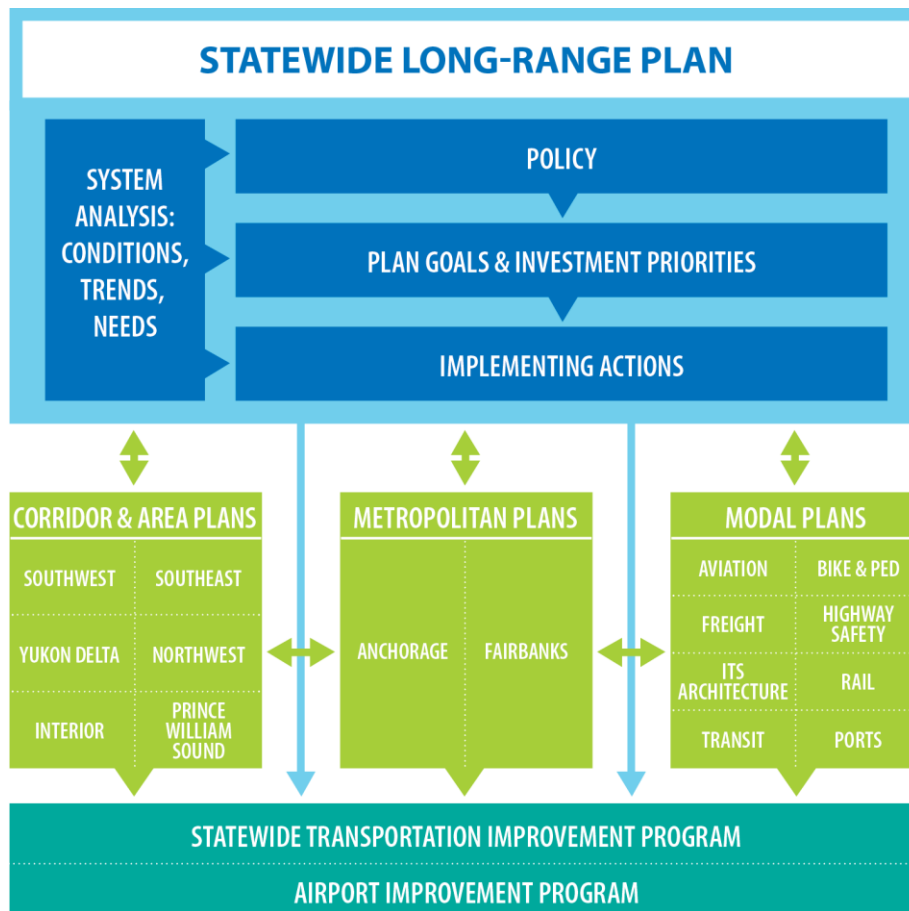 STATEWIDE LONG-RANGE PLAN
SYSTEM
ANALYSIS:
CONDITIONS,
TRENDS,
NEEDS
POLICY
PLAN GOALS & INVESTMENT PRIORITIES
IMPLEMENTING ACTIONS
CORRIDOR & AREA PLANS
SOUTHWEST
SOUTHEAST
YUKON DELTA
NORTHWEST
INTERIOR
PRINCE
WILLIAM
SOUND
METROPOLITAN PLANS
ANCHORAGE
FAIRBANKS
MODAL PLANS
AVIATION
BIKE & PED
FREIGHT
HIGHWAY
SAFETY
ITS
ARCHITECTURE
RAIL
TRANSIT
PORTS
STATEWIDE TRANSPORTATION IMPROVEMENT PROGRAM
AIRPORT IMPROVEMENT PROGRAM